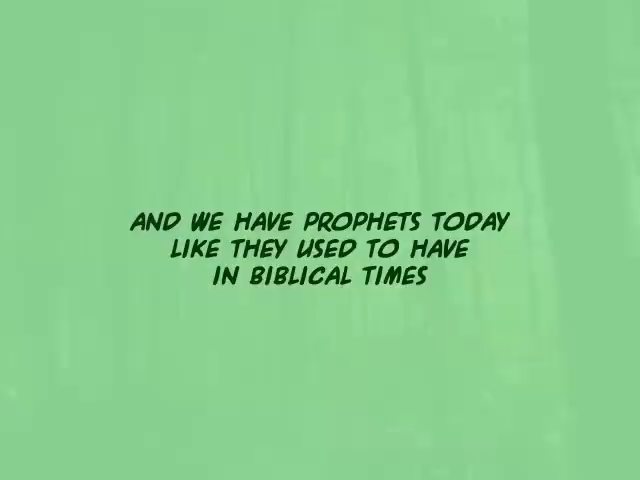 AND WE HAVE PROPHETS TODAY
LIKE THEY USED TO HAVE
IN BIBLICAL TIMES